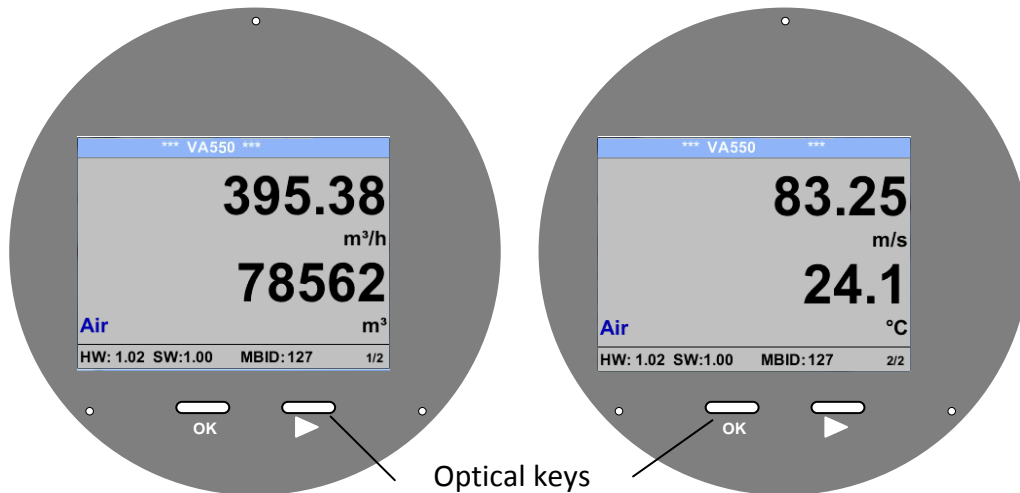 *** VA550 ***
395.38
m³/h
78562
Air m³
HW: 1.02 SW:1.00 MBID: 127 1/2
OK
*** VA550 ***
83.25
m/s
24.1
Air °C
HW: 1.02 SW:1.00 MBID: 127 2/2
OK
Optical keys